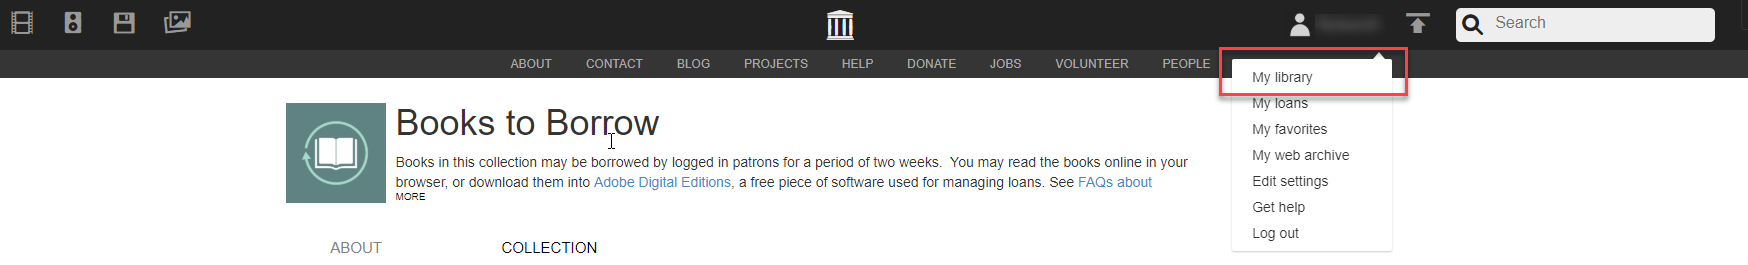 Search
ABOUT CONTACT BLOG PROJECTS HELP DONATE JOBS VOLUNTEER PEOPLE
My library
My loans
My favorites
My web archive
Edit settings
Get help
Log out
Books to Borrow
Books in this collection may be borrowed by logged in patrons for a period of two weeks.  You may read the books online in your
browser, or download them into Adobe Digital Editions, a free piece of software used for managing loans. See FAQs about
MORE
ABOUT COLLECTION